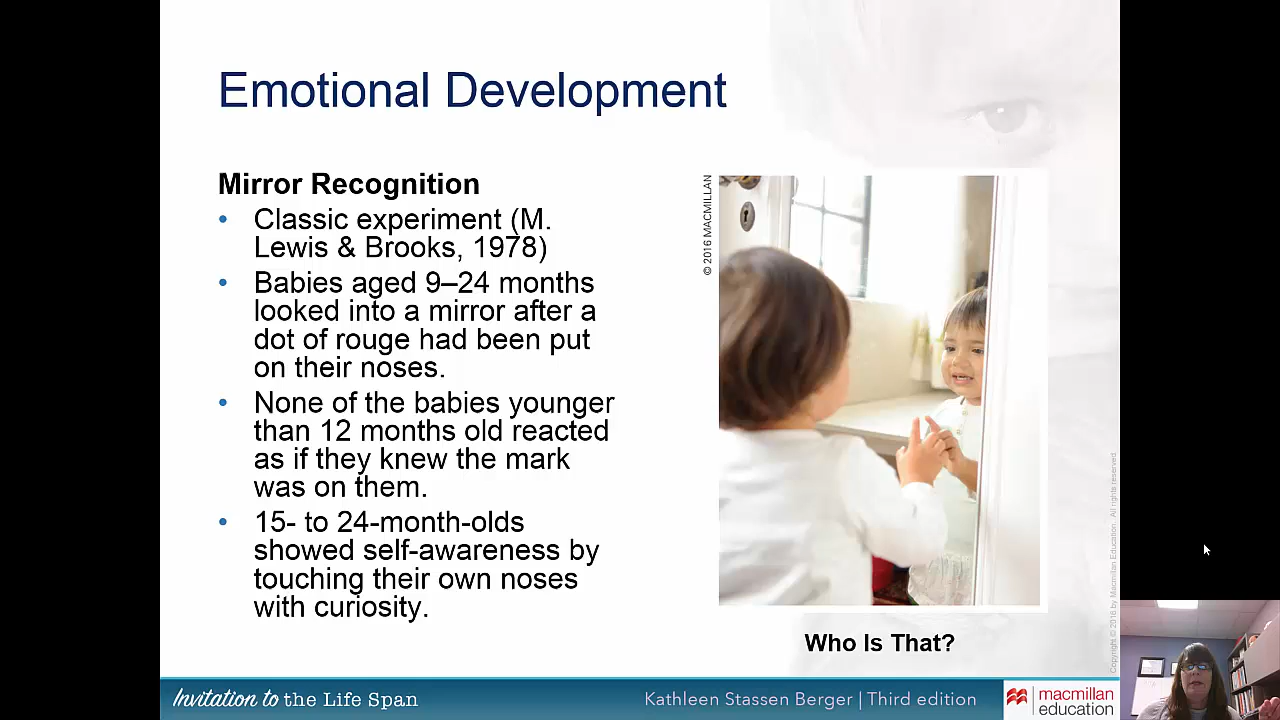 Emotional Development
Mirror Recognition
• Classic experiment (M.
Lewis & Brooks, 1978)
• Babies aged 9–24 months
looked into a mirror after a
dot of rouge had been put
on their noses.
• None of the babies younger
than 12 months old reacted
as if they knew the mark
was on them.
• 15- to 24-month-olds
showed self-awareness by
touching their own noses
with curiosity.
© 2016 MACMILLAN
Who Is That?
Copyright © 2016 by Macmillan Education. All rights reserved.
Invitation to the Life Span
Kathleen Stassen Berger | Third edition
macmillan
education